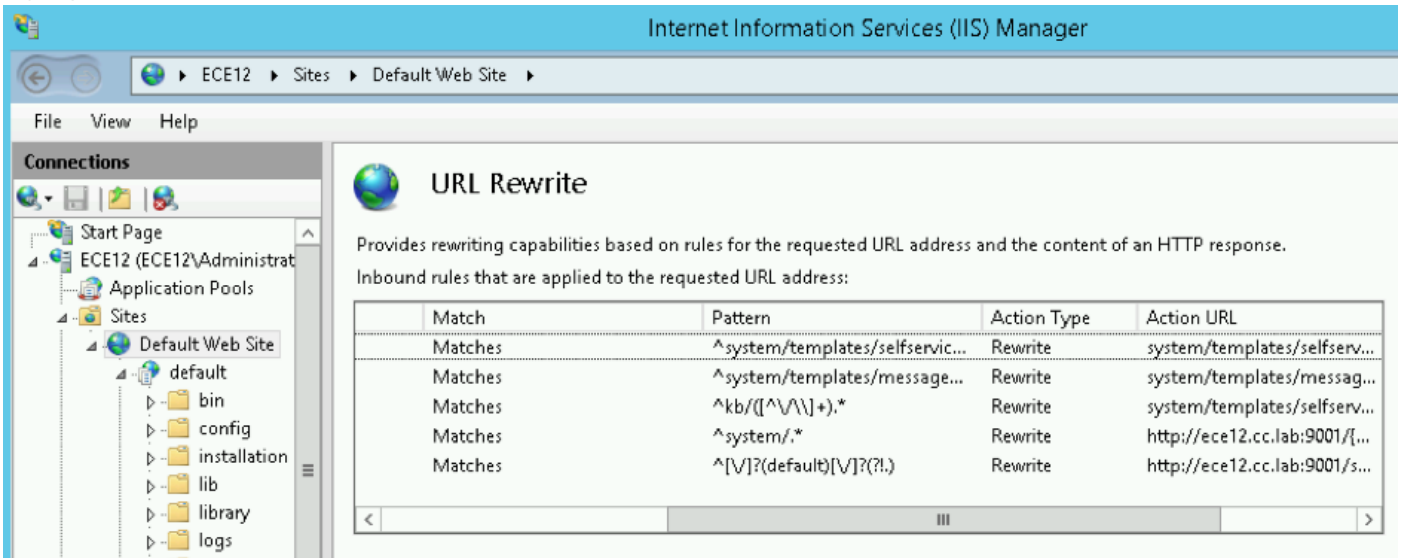 Internet Information Services (IIS) Manager
ECE12 Sites Default Web Site
File View Help
Connections
Start Page
ECE12 (ECE12\Administrat
Application Pools
Sites
Default Web Site
default
bin
config
installation
lib
library
logs
URL Rewrite
Provides rewriting capabilities based on rules for the requested URL address and the content of an HTTP response.
Inbound rules that are applied to the requested URL address:
Match Pattern Action Type Action URL
Matches ^system/templates/selfservic... Rewrite system/templates/selfserv...
Matches ^system/templates/message... Rewrite system/templates/messag...
Matches ^kb/([^\/\\]+).* Rewrite system/templates/selfserv...
Matches ^system/.* Rewrite http://ece12.cc.lab:9001/{...
Matches ^[\/]?(default)[\/]?(?!.) Rewrite http://ece12.cc.lab:9001/s...